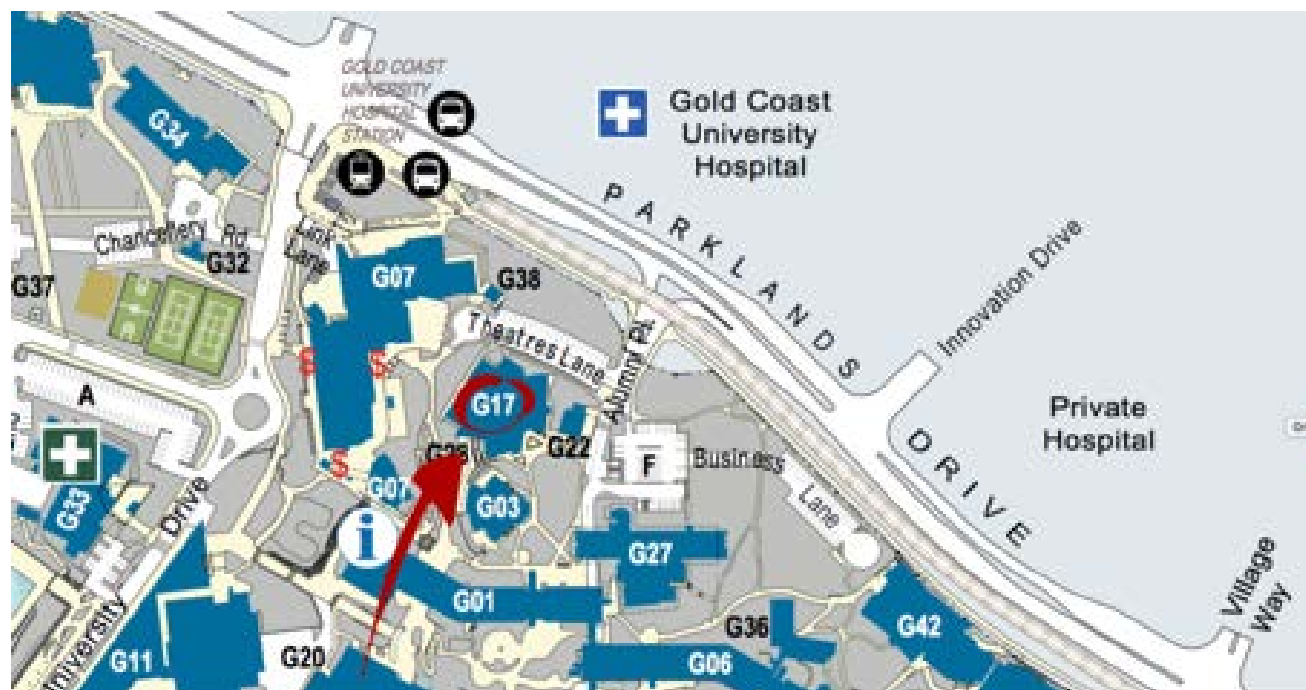 GOLD COAST
UNIVERSITY
HOSPITAL
STATION
Gold Coast
University
Hospital
G34
PARKLANDS
DRIVE
Chancellery Rd
Link
Lane
G32
G07
G38
G37
Innovation Drive
Theatres Lane
Alumni Pl.
A
G17
Private
Hospital
G22
F
Business
Lane
G07
G33
G03
i
G27
University
Drive
Village
Way
G01
G36
G42
G11
G20
G06
S
S
S